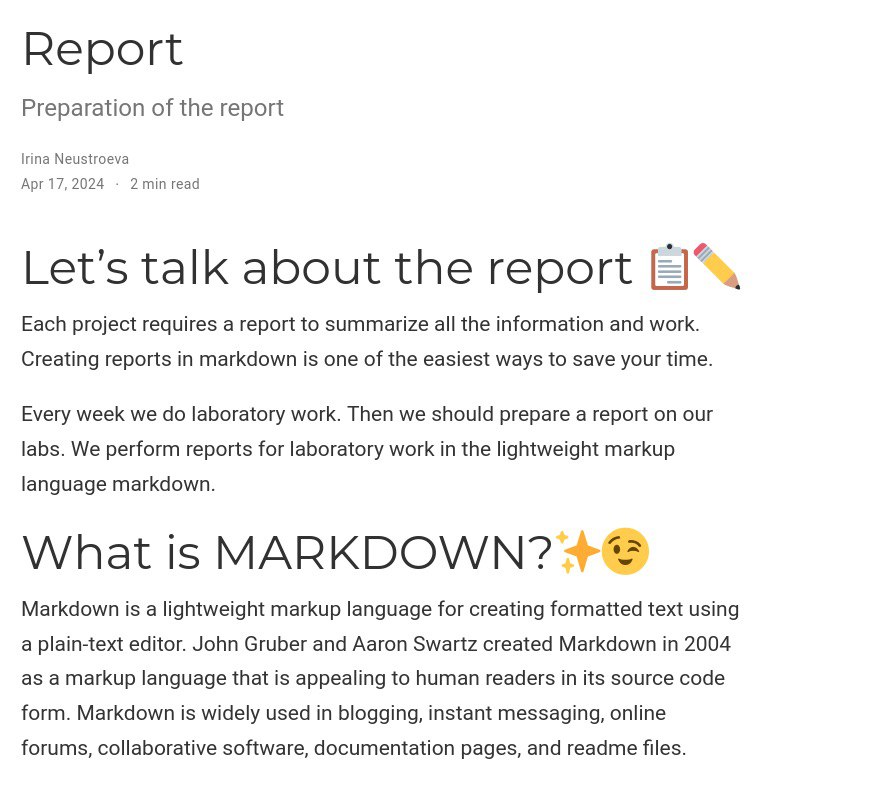 Report
Preparation of the report
Irina Neustroeva
Apr 17, 2024 · 2 min read
Let’s talk about the report 📋✏️
Each project requires a report to summarize all the information and work.
Creating reports in markdown is one of the easiest ways to save your time.
Every week we do laboratory work. Then we should prepare a report on our
labs. We perform reports for laboratory work in the lightweight markup
language markdown.
What is MARKDOWN?✨😉
Markdown is a lightweight markup language for creating formatted text using
a plain-text editor. John Gruber and Aaron Swartz created Markdown in 2004
as a markup language that is appealing to human readers in its source code
form. Markdown is widely used in blogging, instant messaging, online
forums, collaborative software, documentation pages, and readme files.